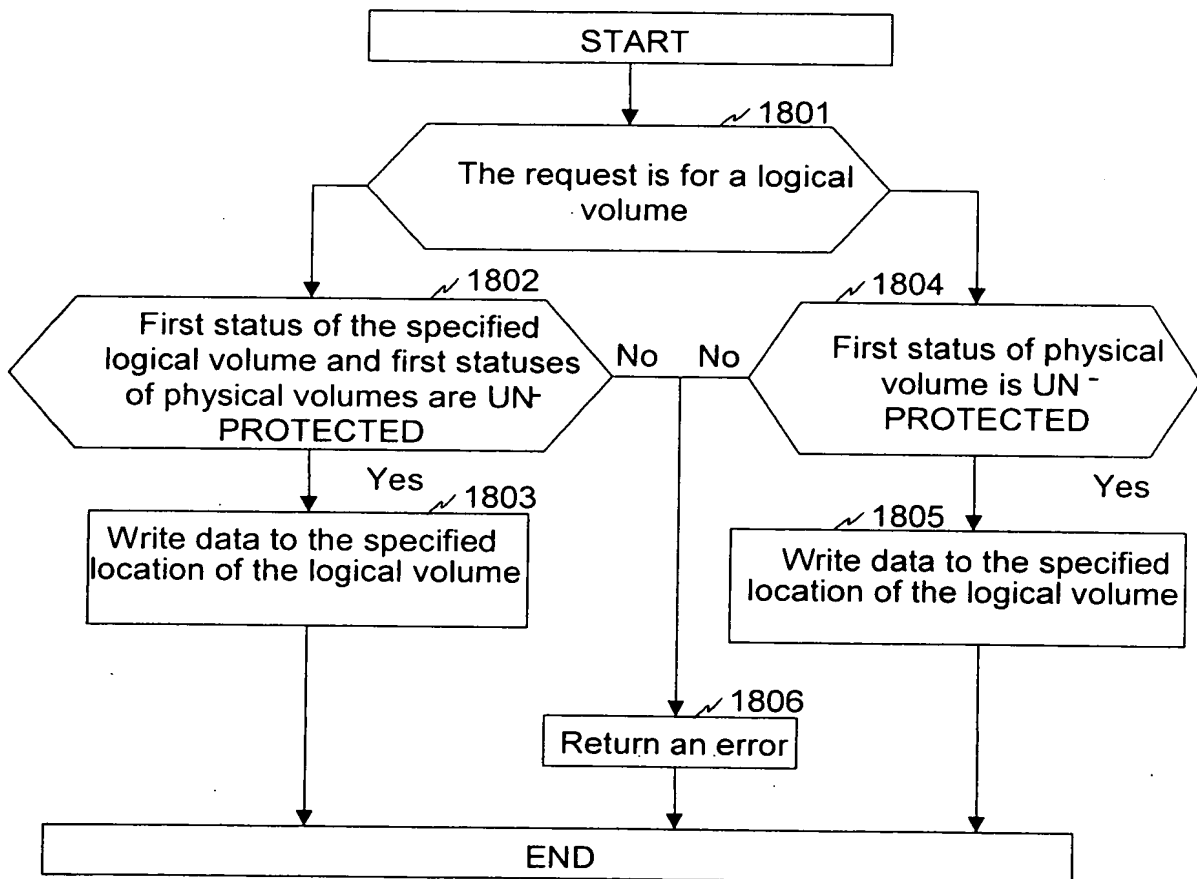 START
1801
The request is for a logical
volume
1802
First status of the specified
logical volume and first statuses
of physical volumes are UN-
PROTECTED
No
No
1804
First status of physical
volume is UN-
PROTECTED
Yes
1803
Write data to the specified
location of the logical volume
Yes
1805
Write data to the specified
location of the logical volume
1806
Return an error
END